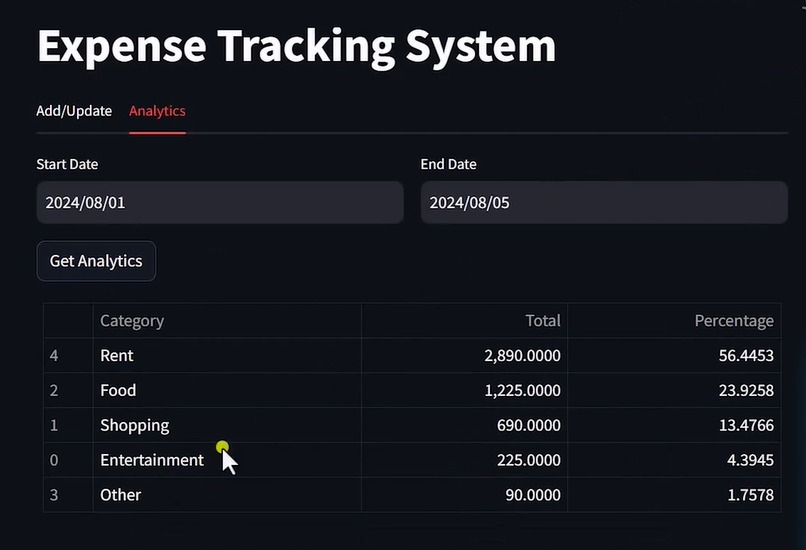 Expense Tracking System
Add/Update Analytics
Start Date End Date
2024/08/01 2024/08/05
Get Analytics
Category Total Percentage
4 Rent 2,890.0000 56.4453
2 Food 1,225.0000 23.9258
1 Shopping 690.0000 13.4766
0 Entertainment 225.0000 4.3945
3 Other 90.0000 1.7578